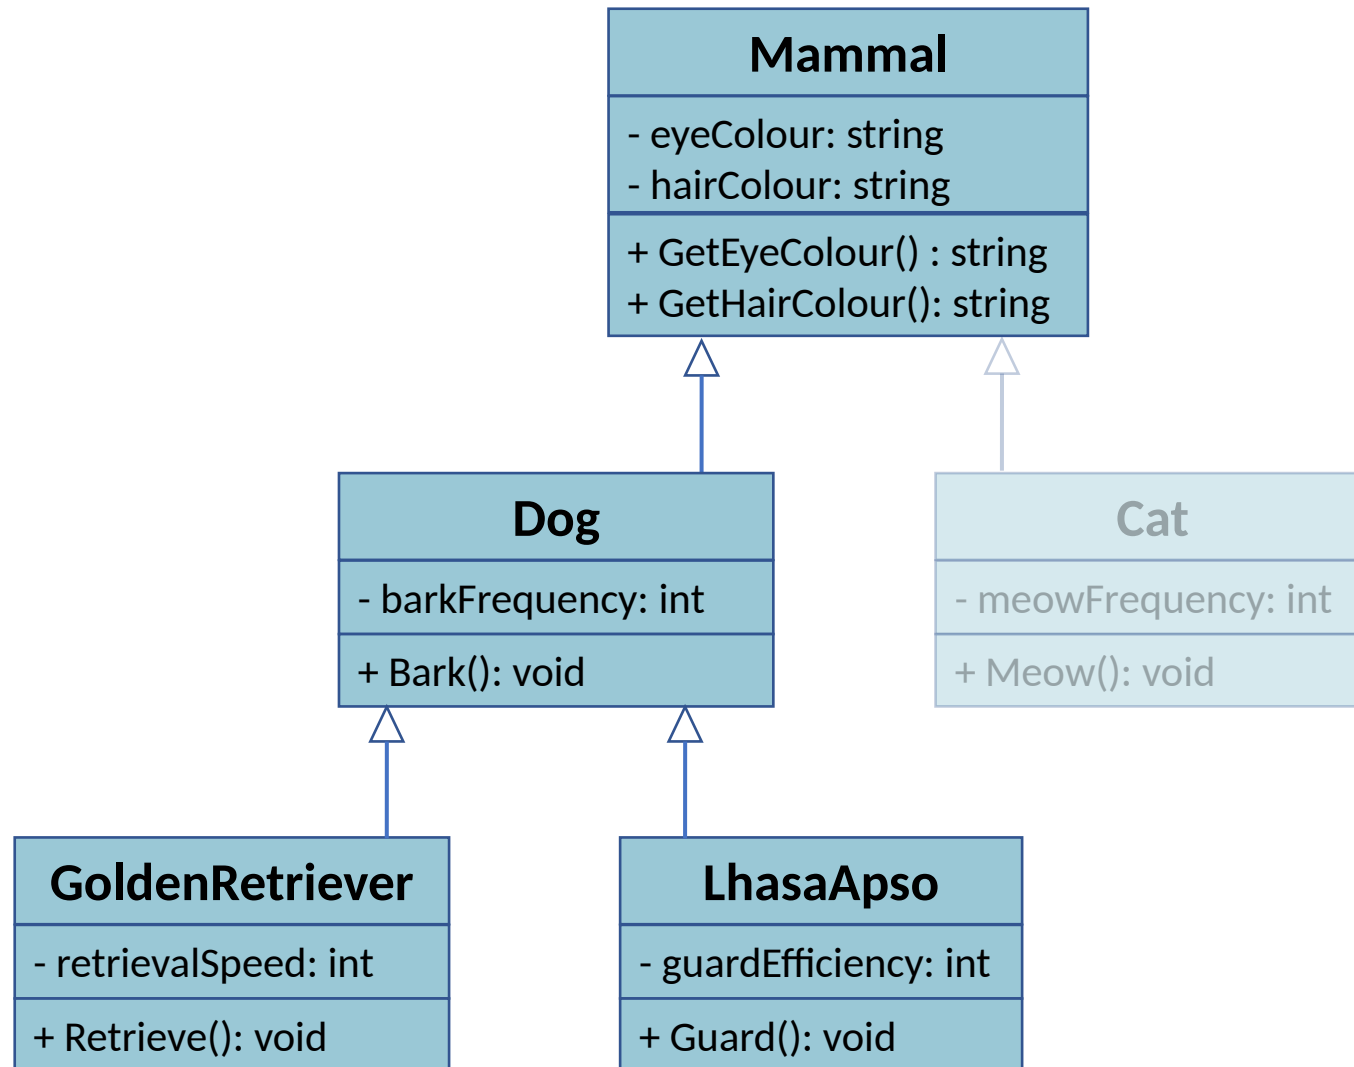 Mammal
- eyeColour: string
- hairColour: string
+ GetEyeColour() : string
+ GetHairColour(): string
Dog
- barkFrequency: int
+ Bark(): void
Cat
- meowFrequency: int
+ Meow(): void
GoldenRetriever
- retrievalSpeed: int
+ Retrieve(): void
LhasaApso
- guardEfficiency: int
+ Guard(): void